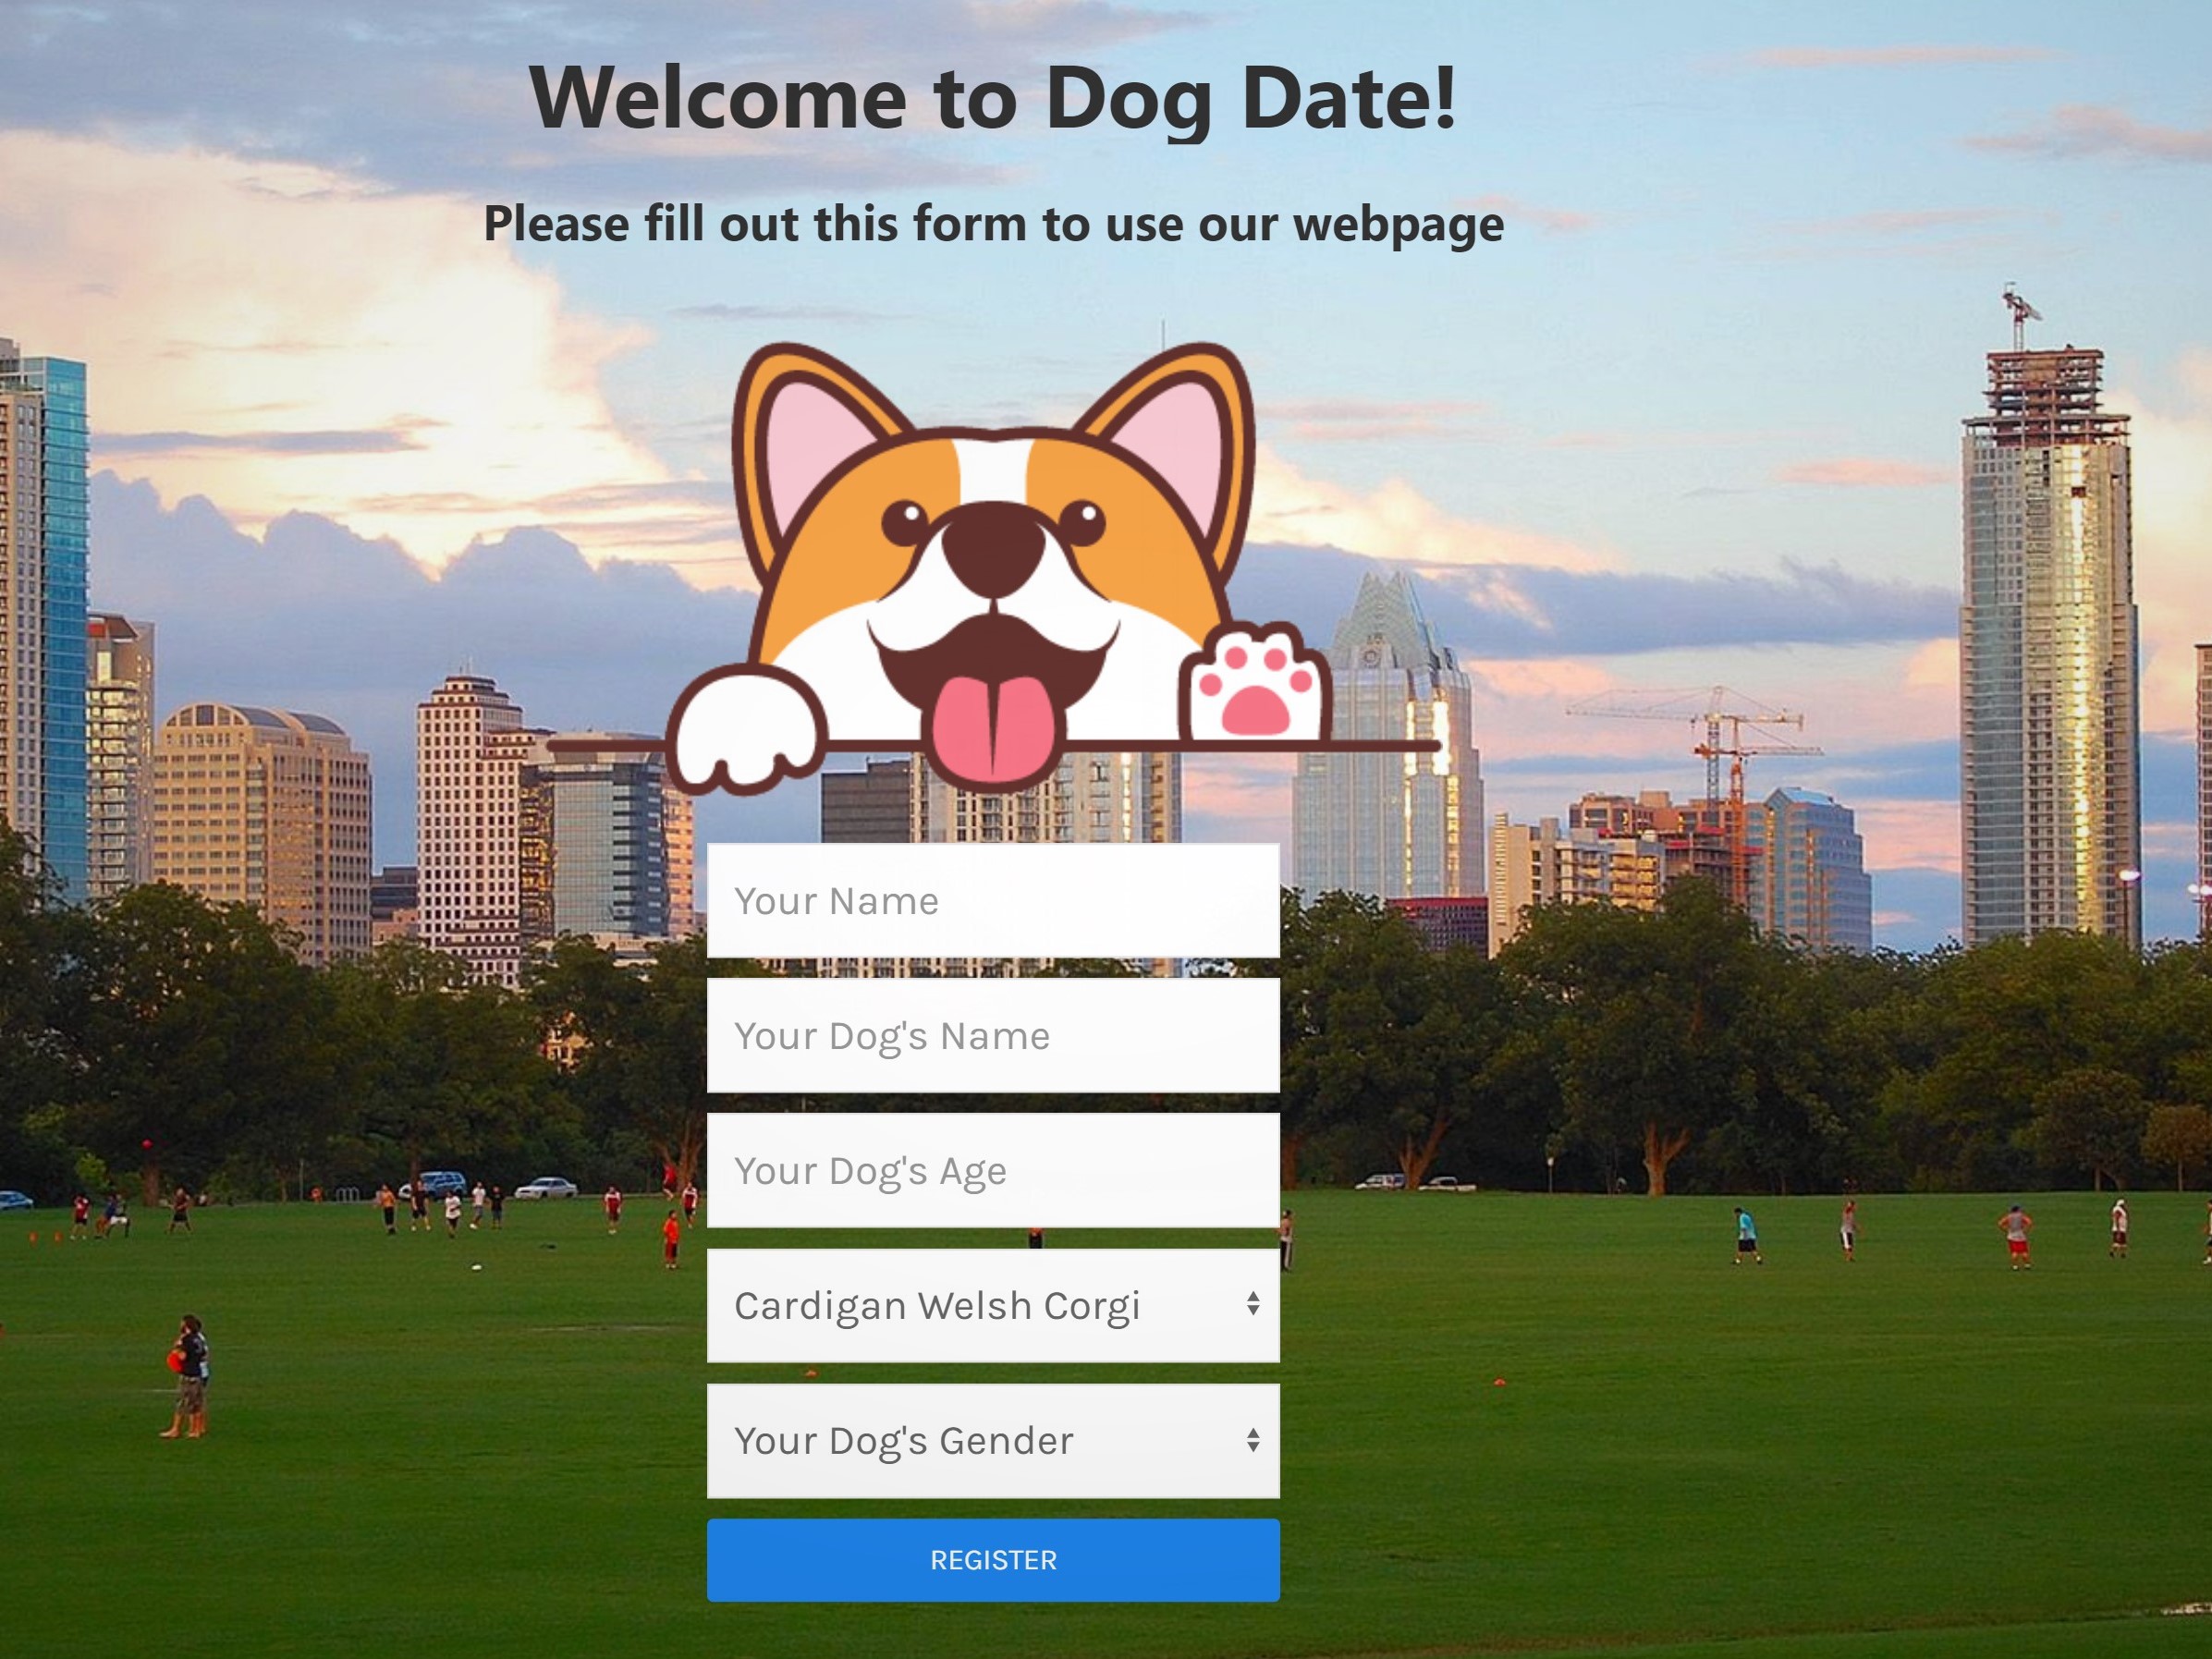 Welcome to Dog Date!
Please fill out this form to use our webpage
Your Name
Your Dog's Name
Your Dog's Age
Cardigan Welsh Corgi
Your Dog's Gender
REGISTER